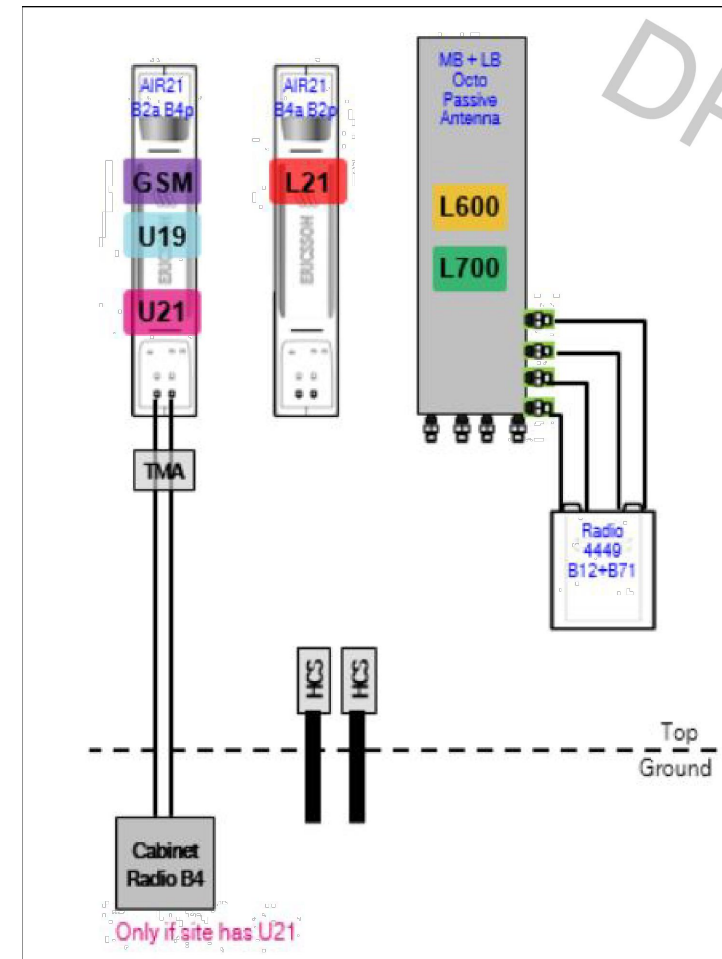 AIR21
B2a B4p
GSM
U19
ERICSSON
U21
TMA
AIR21
B4a B2p
L21
ERICSSON
MB + LB
Octo
Passive
Antenna
L600
L700
Radio
4449
B12+B71
HCS
HCS
Top
Ground
Cabinet
Radio B4
Only if site has U21